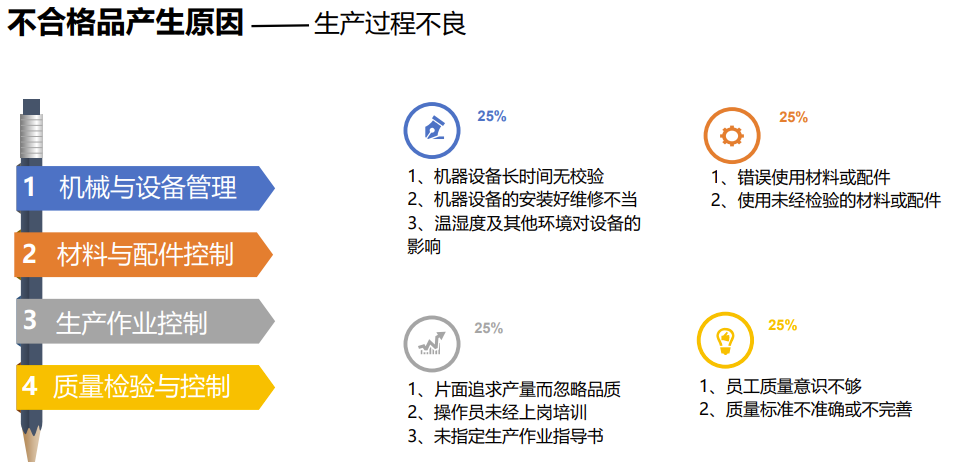 不合格品产生原因 —— 生产过程不良
1 机械与设备管理
2 材料与配件控制
3 生产作业控制
4 质量检验与控制
25%
1、机器设备长时间无校验
2、机器设备的安装好维修不当
3、温湿度及其他环境对设备的
影响
25%
1、错误使用材料或配件
2、使用未经检验的材料或配件
25%
1、片面追求产量而忽略品质
2、操作员未经上岗培训
3、未指定生产作业指导书
25%
1、员工质量意识不够
2、质量标准不准确或不完善